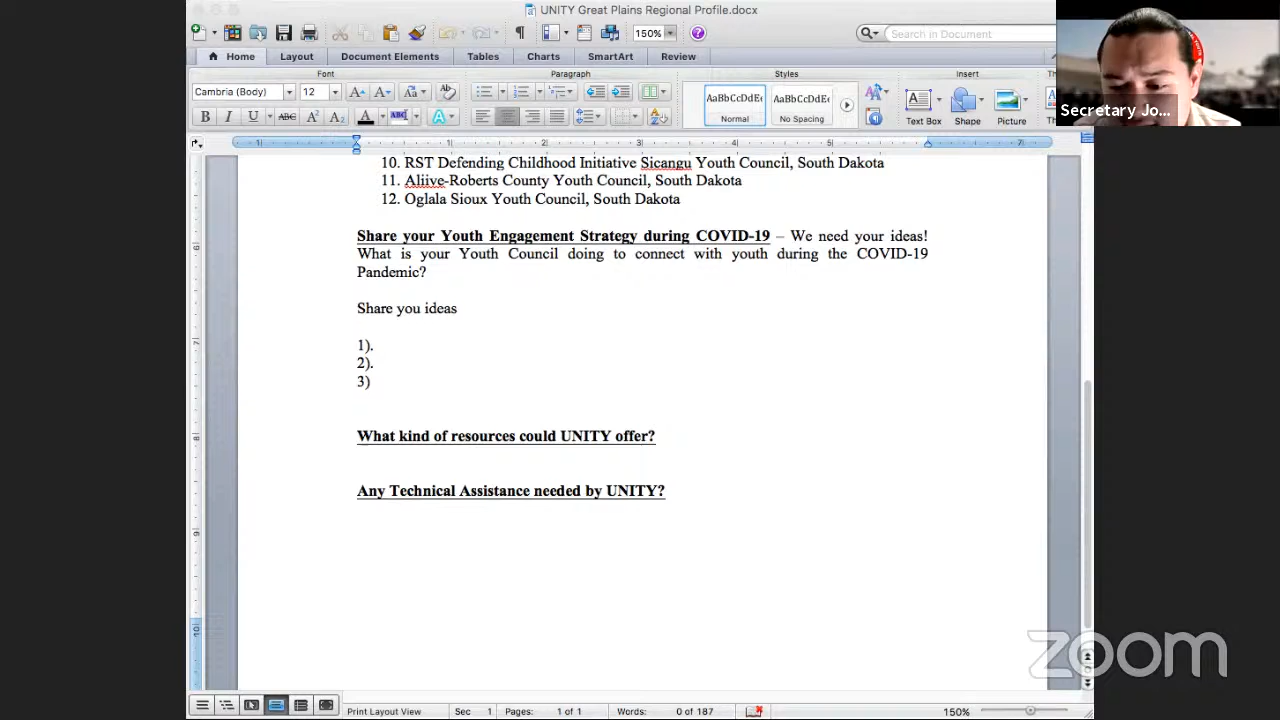 UNITY Great Plains Regional Profile.docx
150%
Search in Document
Home Layout Document Elements Tables Charts SmartArt Review
Font Paragraph Styles Insert
Cambria (Body) 12
AaBbCcDdE AaBbCcDdE
Normal No Spacing Text Box Shape Picture
B I U ABC A² A₂
Secretary Jo...
10. RST Defending Childhood Initiative Sicangu Youth Council, South Dakota
11. Aliive-Roberts County Youth Council, South Dakota
12. Oglala Sioux Youth Council, South Dakota
Share your Youth Engagement Strategy during COVID-19 – We need your ideas!
What is your Youth Council doing to connect with youth during the COVID-19
Pandemic?
Share you ideas
1).
2).
3)
What kind of resources could UNITY offer?
Any Technical Assistance needed by UNITY?
zoom
Print Layout View Sec 1 Pages: 1 of 1 Words: 0 of 187 150%